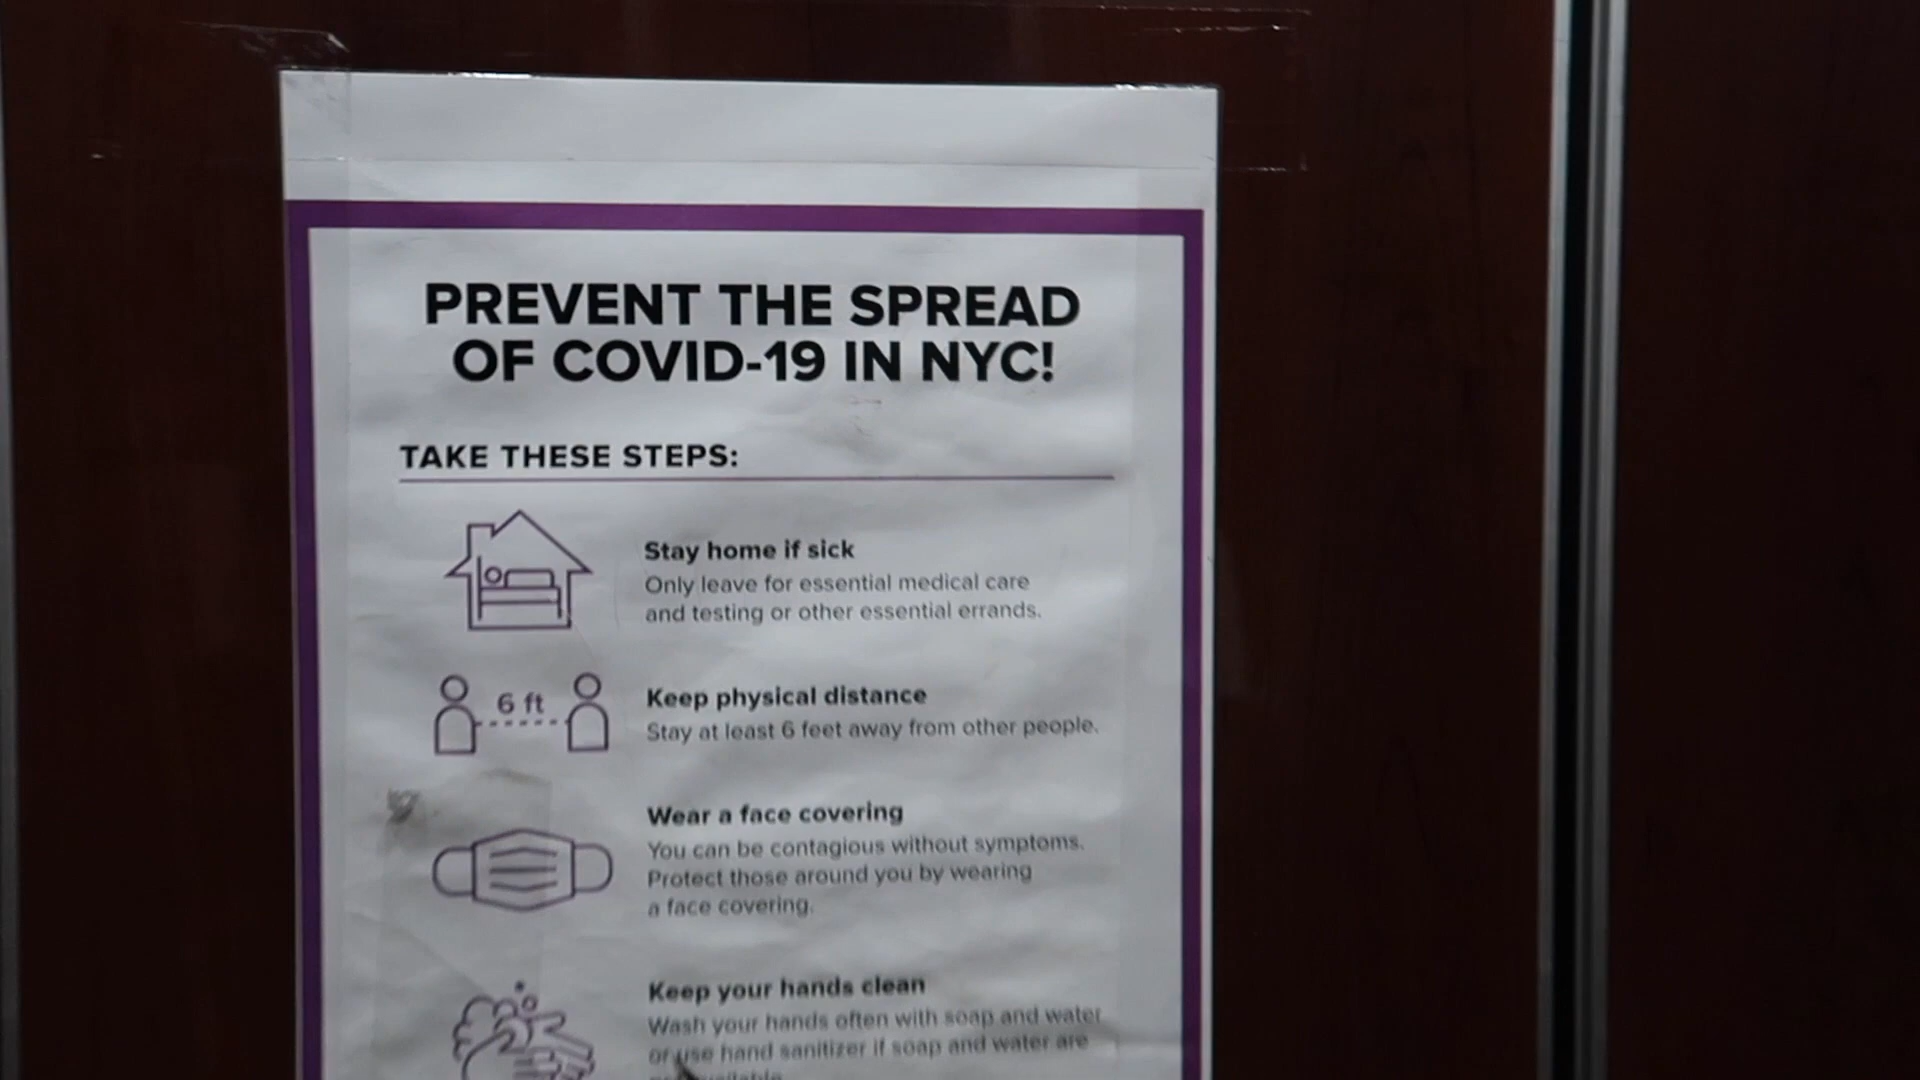 PREVENT THE SPREAD
OF COVID-19 IN NYC!
TAKE THESE STEPS:
Stay home if sick
Only leave for essential medical care
and testing or other essential errands.
6 ft
Keep physical distance
Stay at least 6 feet away from other people.
Wear a face covering
You can be contagious without symptoms.
Protect those around you by wearing
a face covering.
Keep your hands clean
Wash your hands often with soap and water
or use hand sanitizer if soap and water are